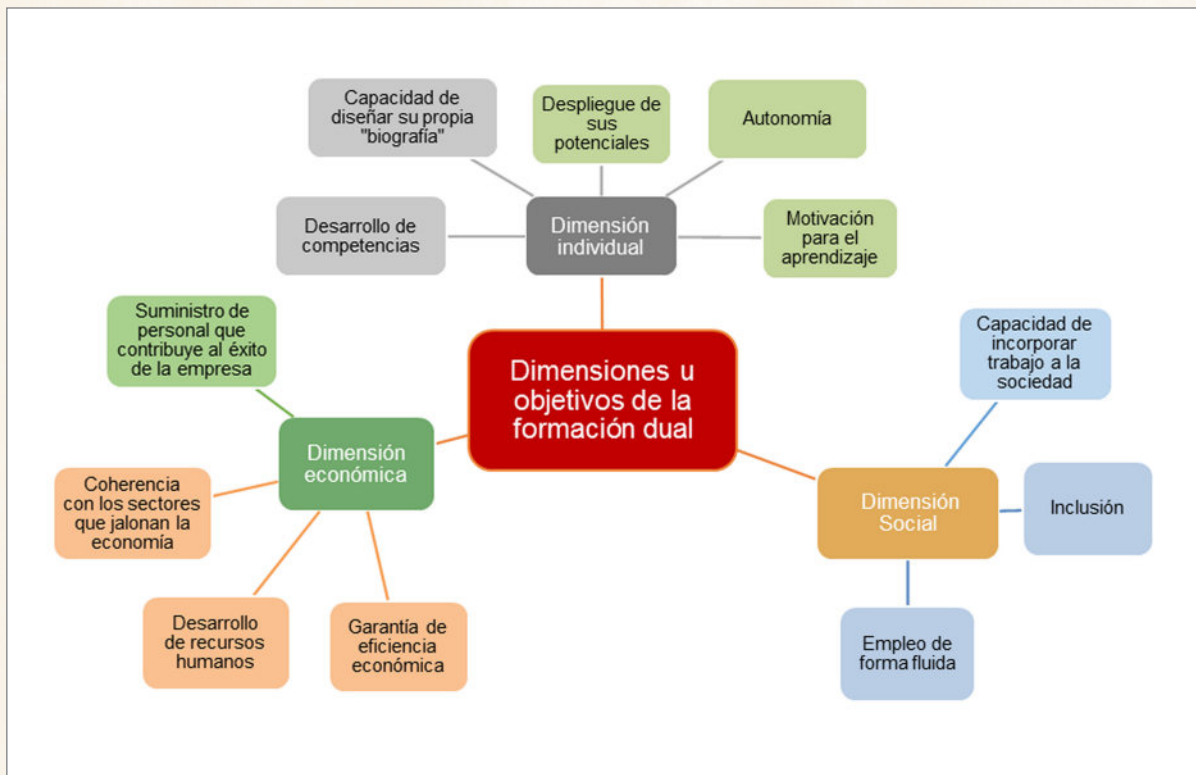 Capacidad de
diseñar su propia
"biografía"
Despliegue de
sus
potenciales
Autonomía
Desarrollo de
competencias
Dimensión
individual
Motivación
para el
aprendizaje
Suministro de
personal que
contribuye al éxito
de la empresa
Dimensiones u
objetivos de la
formación dual
Capacidad de
incorporar
trabajo a la
sociedad
Dimensión
económica
Coherencia
con los sectores
que jalonan la
economía
Dimensión
Social
Inclusión
Desarrollo
de recursos
humanos
Garantía de
eficiencia
económica
Empleo de
forma fluida